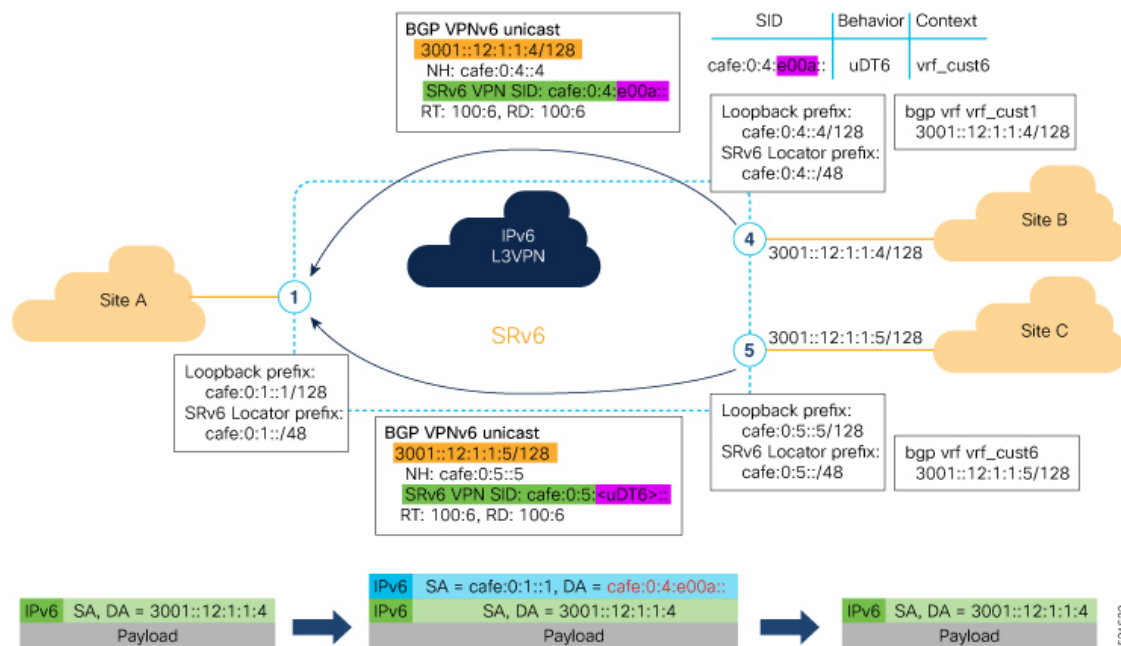 BGP VPNv6 unicast
3001::12:1:1:4/128
NH: cafe:0:4::4
SRv6 VPN SID: cafe:0:4:e00a::
RT: 100:6, RD: 100:6
SID Behavior Context
cafe:0:4:e00a:: uDT6 vrf_cust6
Loopback prefix:
cafe:0:4::4/128
SRv6 Locator prefix:
cafe:0:4::/48
bgp vrf vrf_cust1
3001::12:1:1:4/128
IPv6
L3VPN
Site A
1
4
Site B
3001::12:1:1:4/128
SRv6
5
3001::12:1:1:5/128
Site C
Loopback prefix:
cafe:0:1::1/128
SRv6 Locator prefix:
cafe:0:1::/48
BGP VPNv6 unicast
3001::12:1:1:5/128
NH: cafe:0:5::5
SRv6 VPN SID: cafe:0:5:<uDT6>::
RT: 100:6, RD: 100:6
Loopback prefix:
cafe:0:5::5/128
SRv6 Locator prefix:
cafe:0:5::/48
bgp vrf vrf_cust6
3001::12:1:1:5/128
IPv6 SA, DA = 3001::12:1:1:4
Payload
IPv6 SA = cafe:0:1::1, DA = cafe:0:4:e00a::
IPv6 SA, DA = 3001::12:1:1:4
Payload
IPv6 SA, DA = 3001::12:1:1:4
Payload